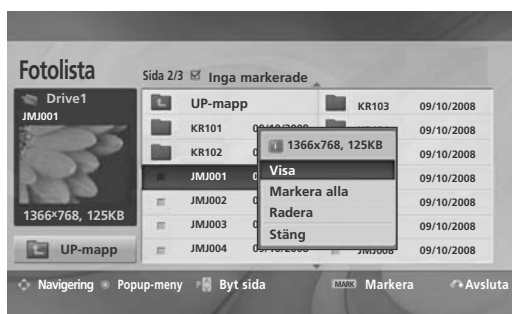 Fotolista
Sida 2/3 Inga markerade
Drive1
JMJ001
1366x768, 125KB
UP-mapp
UP-mapp
KR101
KR102
JMJ001
JMJ002
JMJ003
JMJ004
KR103 09/10/2008
09/10/2008
09/10/2008
09/10/2008
09/10/2008
09/10/2008
JMJ008 09/10/2008
1366x768, 125KB
Visa
Markera alla
Radera
Stäng
Navigering Popup-meny Byt sida MARK Markera Avsluta